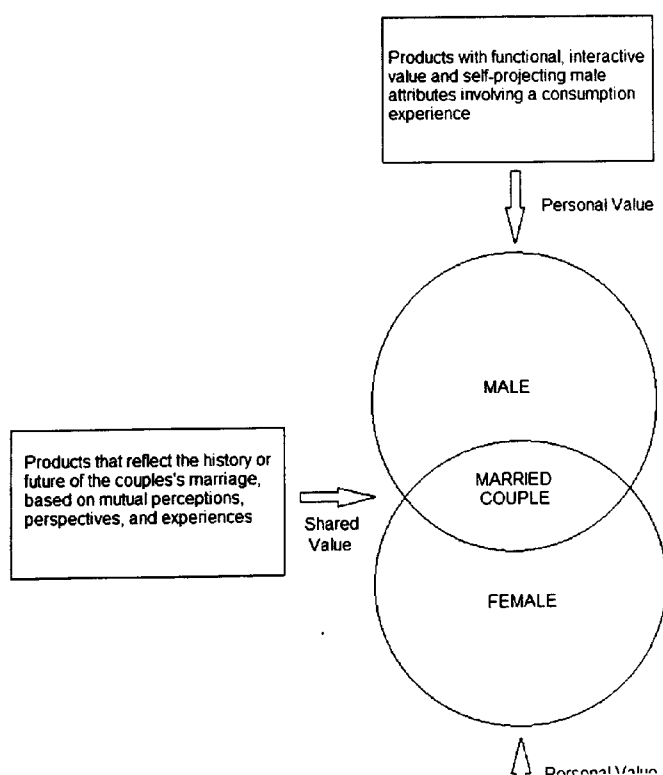 Products with functional, interactive
value and self-projecting male
attributes involving a consumption
experience
Personal Value
MALE
Products that reflect the history or
future of the couples's marriage,
based on mutual perceptions,
perspectives, and experiences
Shared
Value
MARRIED
COUPLE
FEMALE
Personal Value